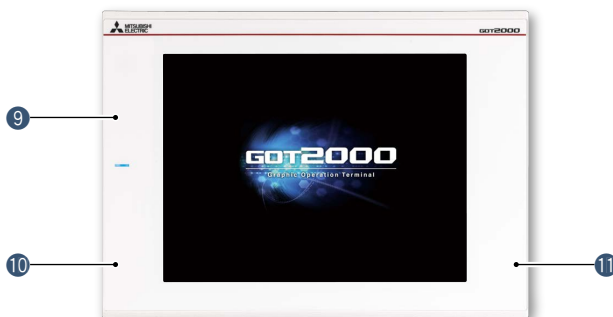 MITSUBISHI
ELECTRIC
GOT2000
9
GOT2000
Graphic Operation Terminal
10
11